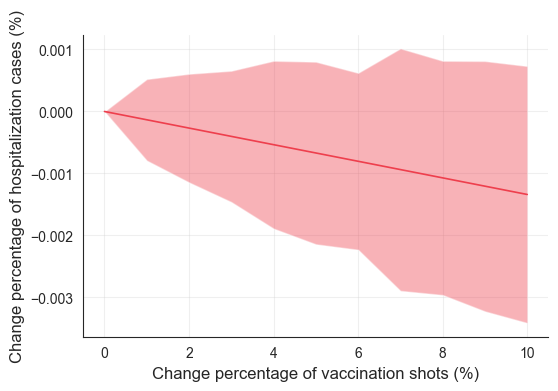 Change percentage of hospitalization cases (%)
0.001
0.000
−0.001
−0.002
−0.003
0 2 4 6 8 10
Change percentage of vaccination shots (%)